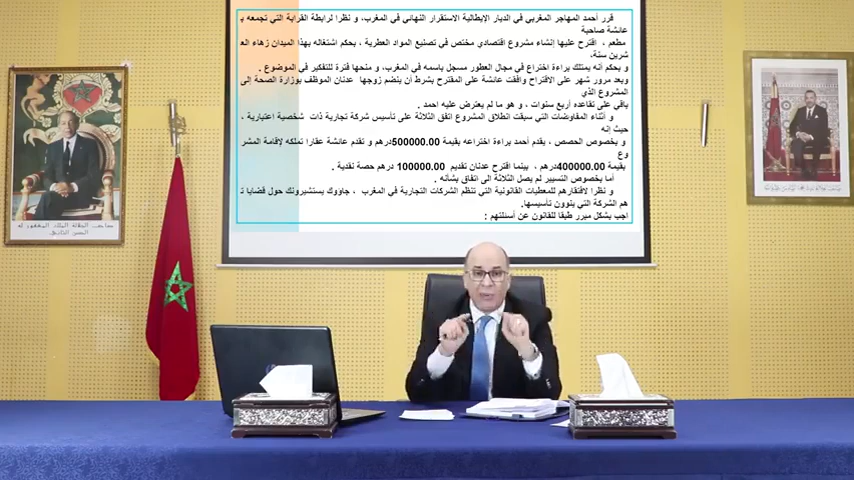 قرر أحمد المهاجر المغربي في الديار الإيطالية الاستقرار النهائي في المغرب، و نظرا لرابطة القرابة التي تجمعه ب
عائشة صاحبة
مطعم ، اقترح عليها إنشاء مشروع اقتصادي مختص في تصنيع المواد العطرية ، بحكم اشتغاله بهذا الميدان زهاء الع
شرين سنة،
و بحكم أنه يمتلك براءة اختراع في مجال العطور مسجل باسمه في المغرب، و منحها فترة للتفكير في الموضوع .
وبعد مرور شهر على الاقتراح وافقت عائشة على المقترح بشرط أن ينضم زوجها عدنان الموظف بوزارة الصحة إلى
المشروع الذي
باقي على تقاعده أربع سنوات ، و هو ما لم يعترض عليه احمد .
و أثناء المفاوضات التي سبقت انطلاق المشروع اتفق الثلاثة على تأسيس شركة تجارية ذات شخصية اعتبارية ،
حيث إنه
و بخصوص الحصص، يقدم أحمد براءة اختراعه بقيمة 500000.00درهم و تقدم عائشة عقارا تملكه لإقامة المشر
وع
بقيمة 400000.00درهم ، بينما اقترح عدنان تقديم 100000.00 درهم حصة نقدية .
أما بخصوص التسيير لم يصل الثلاثة الى اتفاق بشأنه .
و نظرا لافتقارهم للمعطيات القانونية التي تنظم الشركات التجارية في المغرب ، جاووك يستشيرونك حول قضايا ت
هم الشركة التي ينوون تأسيسها.
اجب بشكل مبرر طبقا للقانون عن أسئلتهم :